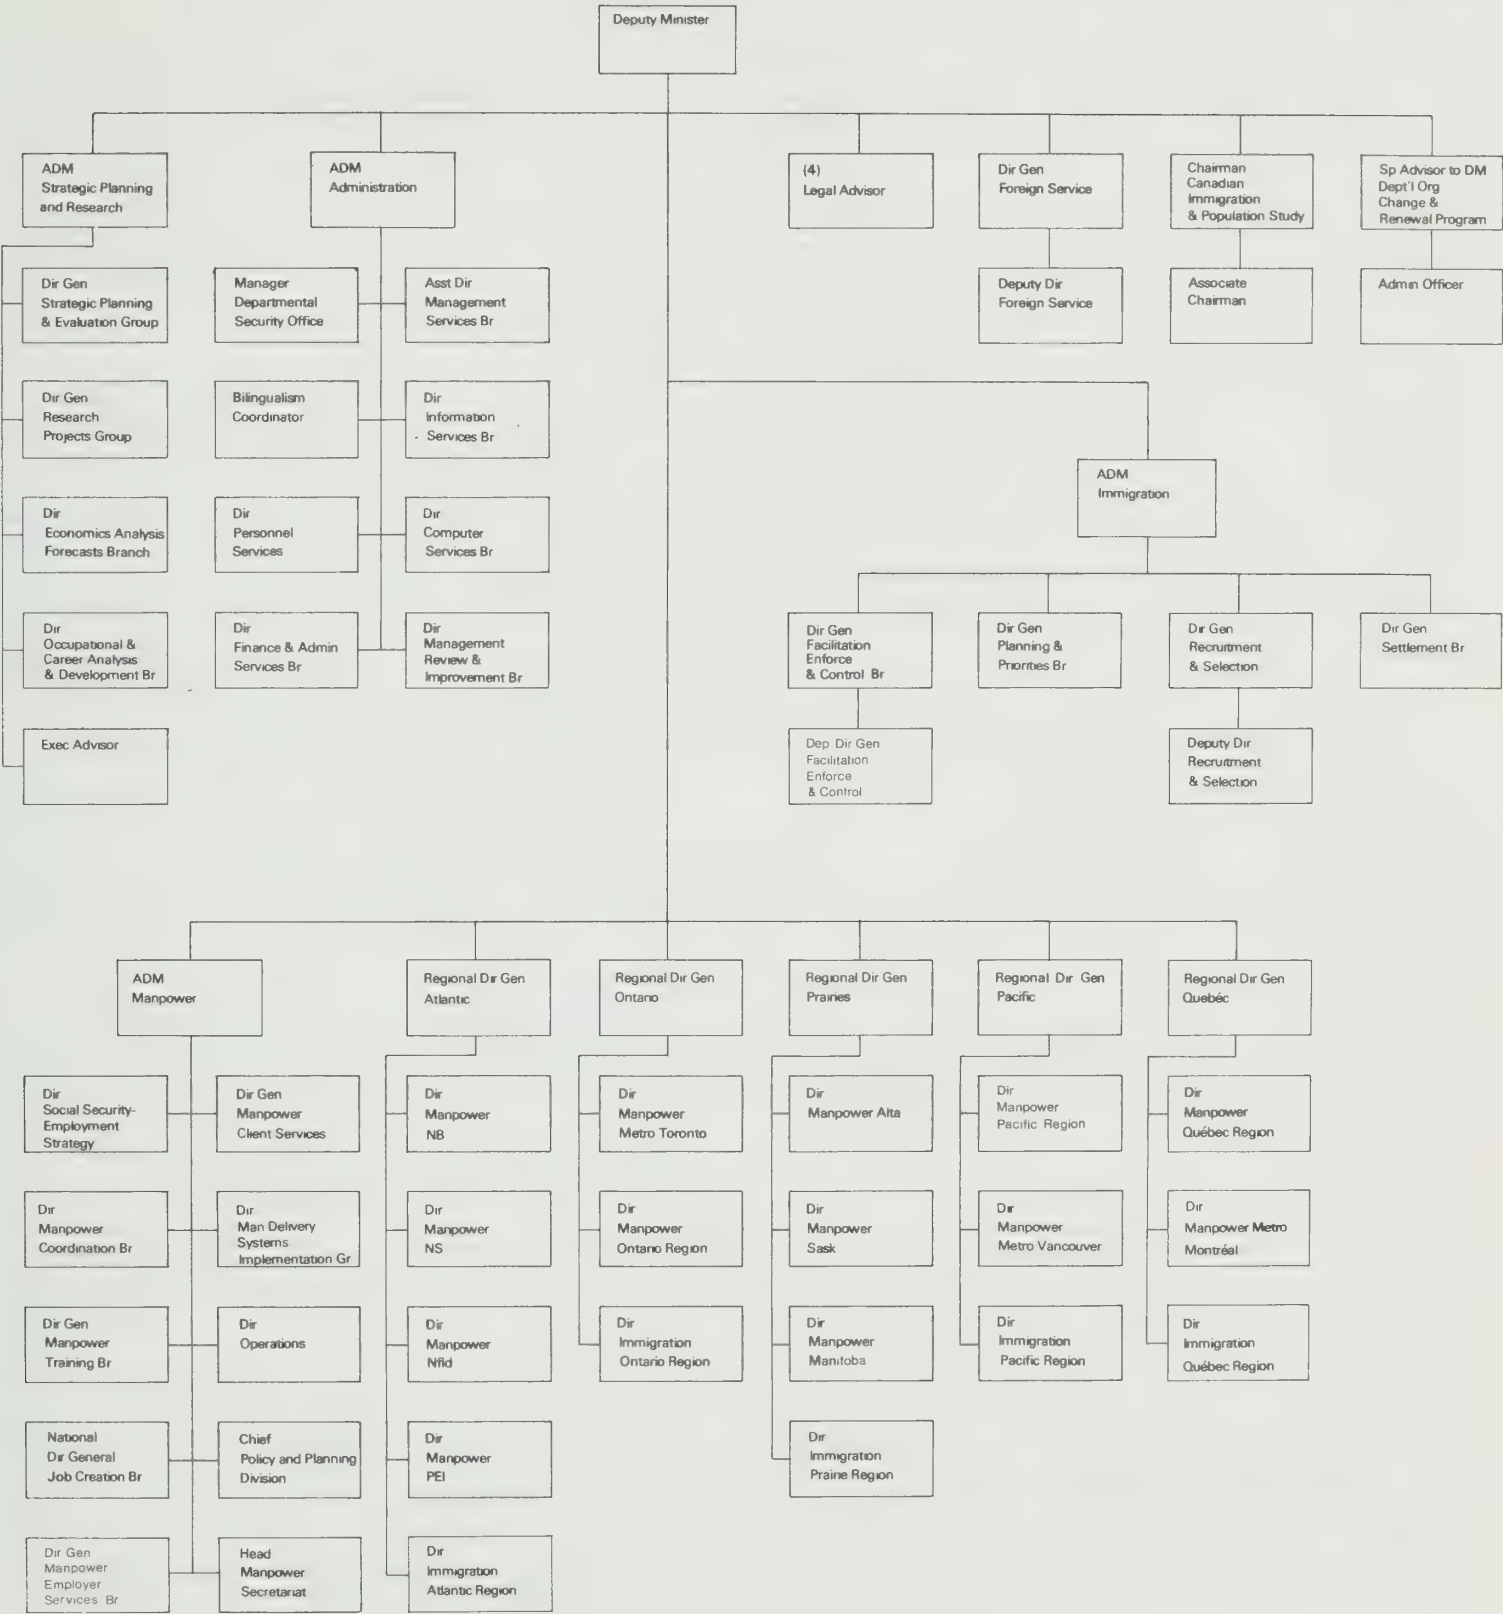 Deputy Minister
ADM
Strategic Planning
and Research
ADM
Administration
(4)
Legal Advisor
Dir Gen
Foreign Service
Chairman
Canadian
Immigration
& Population Study
Sp Advisor to DM
Dept'l Org
Change &
Renewal Program
Dir Gen
Strategic Planning
& Evaluation Group
Manager
Departmental
Security Office
Asst Dir
Management
Services Br
Deputy Dir
Foreign Service
Associate
Chairman
Admin Officer
Dir Gen
Research
Projects Group
Bilingualism
Coordinator
Dir
Information
Services Br
ADM
Immigration
Dir
Economics Analysis
Forecasts Branch
Dir
Personnel
Services
Dir
Computer
Services Br
Dir
Occupational &
Career Analysis
& Development Br
Dir
Finance & Admin
Services Br
Dir
Management
Review &
Improvement Br
Dir Gen
Facilitation
Enforce
& Control Br
Dir Gen
Planning &
Priorities Br
Dir Gen
Recruitment
& Selection
Dir Gen
Settlement Br
Exec Advisor
Dep Dir Gen
Facilitation
Enforce
& Control
Deputy Dir
Recruitment
& Selection
ADM
Manpower
Regional Dir Gen
Atlantic
Regional Dir Gen
Ontario
Regional Dir Gen
Prairies
Regional Dir Gen
Pacific
Regional Dir Gen
Quebéc
Dir
Social Security-
Employment
Strategy
Dir Gen
Manpower
Client Services
Dir
Manpower
NB
Dir
Manpower
Metro Toronto
Dir
Manpower Alta
Dir
Manpower
Pacific Region
Dir
Manpower
Québec Region
Dir
Manpower
Coordination Br
Dir
Man Delivery
Systems
Implementation Gr
Dir
Manpower
NS
Dir
Manpower
Ontario Region
Dir
Manpower
Sask
Dir
Manpower
Metro Vancouver
Dir
Manpower Metro
Montréal
Dir Gen
Manpower
Training Br
Dir
Operations
Dir
Manpower
Nfld
Dir
Immigration
Ontario Region
Dir
Manpower
Manitoba
Dir
Immigration
Pacific Region
Dir
Immigration
Québec Region
National
Dir General
Job Creation Br
Chief
Policy and Planning
Division
Dir
Manpower
PEI
Dir
Immigration
Praine Region
Dir Gen
Manpower
Employer
Services Br
Head
Manpower
Secretariat
Dir
Immigration
Atlantic Region